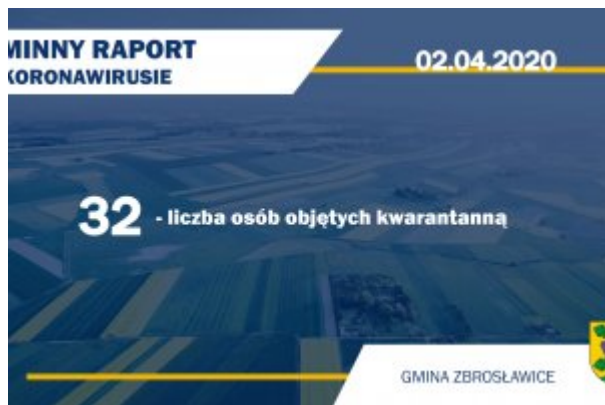 MINNY RAPORT
KORONAWIRUSIE
02.04.2020
32 - liczba osób objętych kwarantanną
GMINA ZBROSŁAWICE